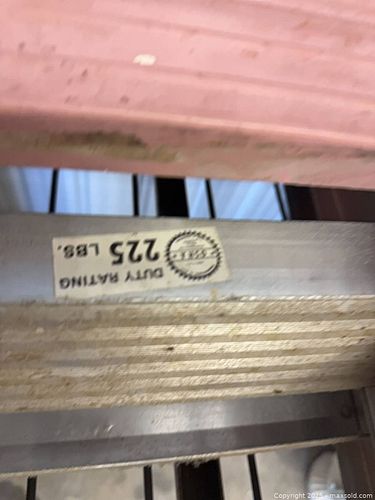 DUTY RATING
225 LBS.
Copyright 2025 - maxsold.com